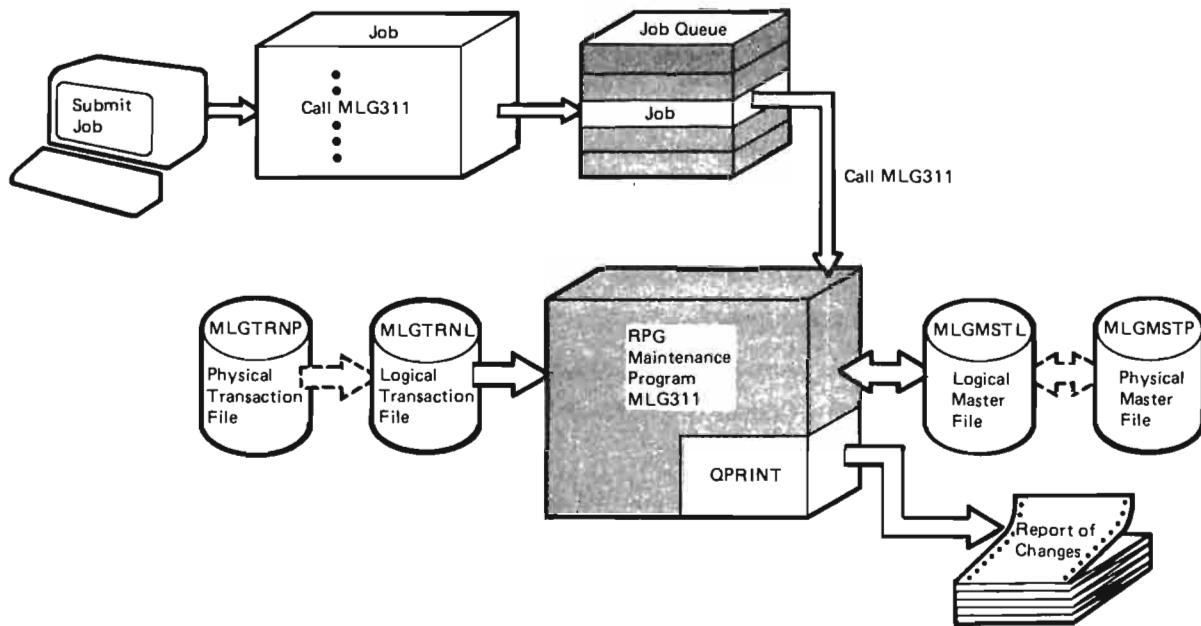 Job
Job Queue
Submit
Job
Call MLG311
Job
Call MLG311
MLGTRNP
Physical
Transaction
File
MLGTRNL
Logical
Transaction
File
RPG
Maintenance
Program
MLG311
MLGMSTL
Logical
Master
File
MLGMSTP
Physical
Master
File
QPRINT
Report of
Changes